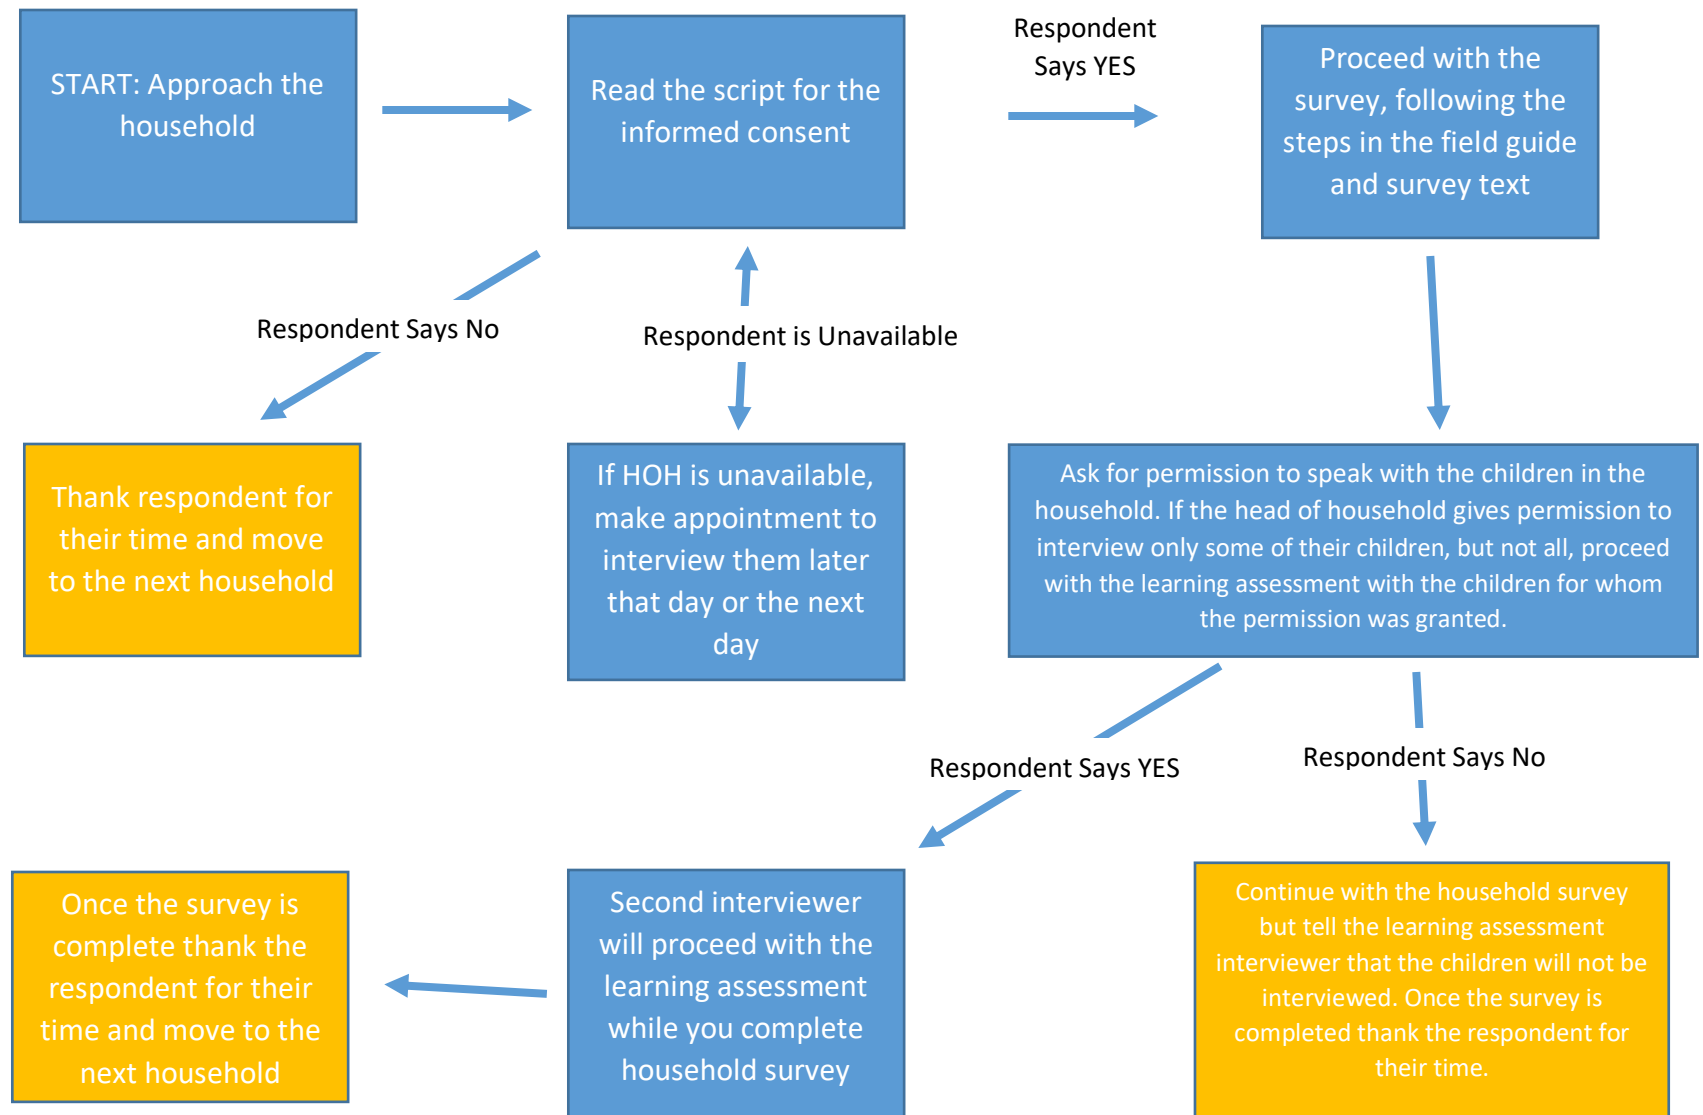 START: Approach the
household
Read the script for the
informed consent
Respondent
Says YES
Proceed with the
survey, following the
steps in the field guide
and survey text
Respondent Says No
Respondent is Unavailable
Thank respondent for
their time and move
to the next household
If HOH is unavailable,
make appointment to
interview them later
that day or the next
day
Ask for permission to speak with the children in the
household. If the head of household gives permission to
interview only some of their children, but not all, proceed
with the learning assessment with the children for whom
the permission was granted.
Respondent Says YES
Respondent Says No
Once the survey is
complete thank the
respondent for their
time and move to the
next household
Second interviewer
will proceed with the
learning assessment
while you complete
household survey
Continue with the household survey
but tell the learning assessment
interviewer that the children will not be
interviewed. Once the survey is
completed thank the respondent for
their time.